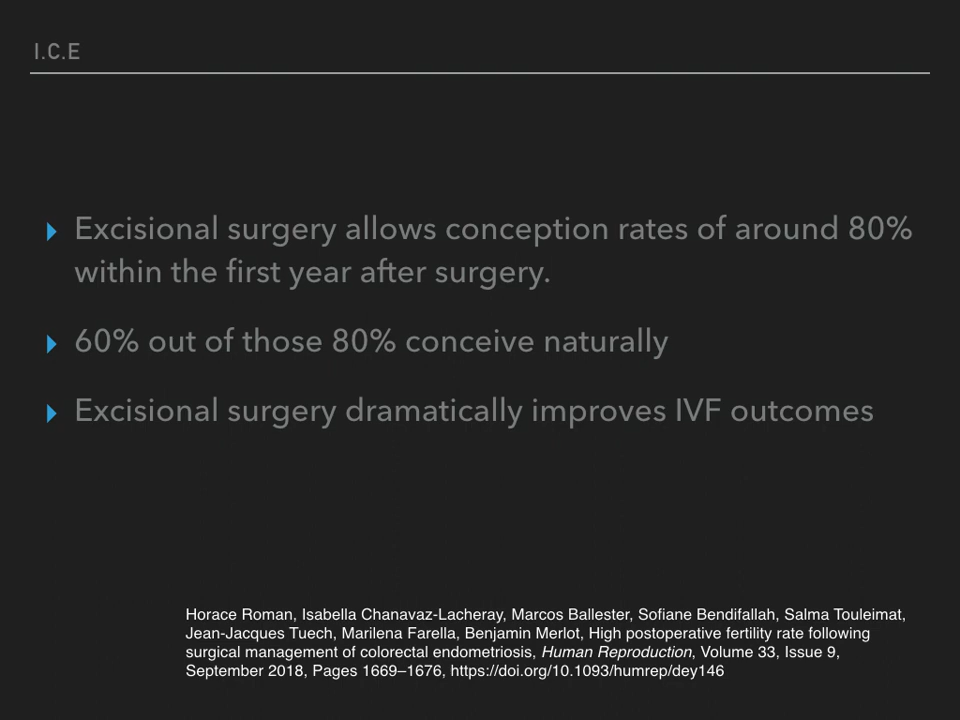 I.C.E
Excisional surgery allows conception rates of around 80%
within the first year after surgery.
60% out of those 80% conceive naturally
Excisional surgery dramatically improves IVF outcomes
Horace Roman, Isabella Chanavaz-Lacheray, Marcos Ballester, Sofiane Bendifallah, Salma Touleimat,
Jean-Jacques Tuech, Marilena Farella, Benjamin Merlot, High postoperative fertility rate following
surgical management of colorectal endometriosis, Human Reproduction, Volume 33, Issue 9,
September 2018, Pages 1669–1676, https://doi.org/10.1093/humrep/dey146